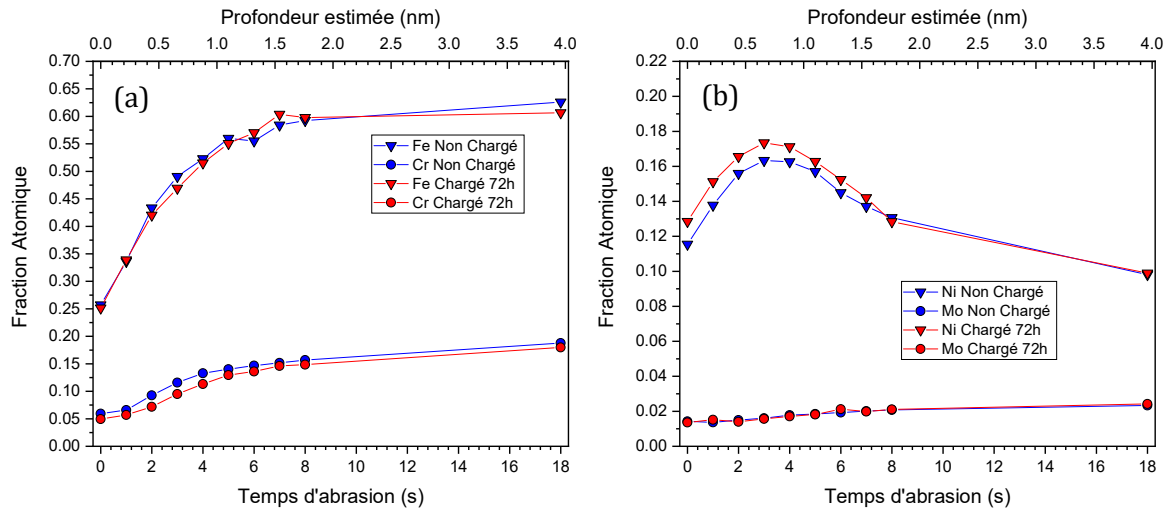 Profondeur estimée (nm)
0.0 0.5 1.0 1.5 2.0 2.5 3.0 3.5 4.0
0.70
0.65
0.60
0.55
0.50
0.45
0.40
0.35
0.30
0.25
0.20
0.15
0.10
0.05
0.00
Fraction Atomique
(a)
Fe Non Chargé
Cr Non Chargé
Fe Chargé 72h
Cr Chargé 72h
0 2 4 6 8 10 12 14 16 18
Temps d'abrasion (s)
Profondeur estimée (nm)
0.0 0.5 1.0 1.5 2.0 2.5 3.0 3.5 4.0
0.22
0.20
0.18
0.16
0.14
0.12
0.10
0.08
0.06
0.04
0.02
0.00
Fraction Atomique
(b)
Ni Non Chargé
Mo Non Chargé
Ni Chargé 72h
Mo Chargé 72h
0 2 4 6 8 10 12 14 16 18
Temps d'abrasion (s)